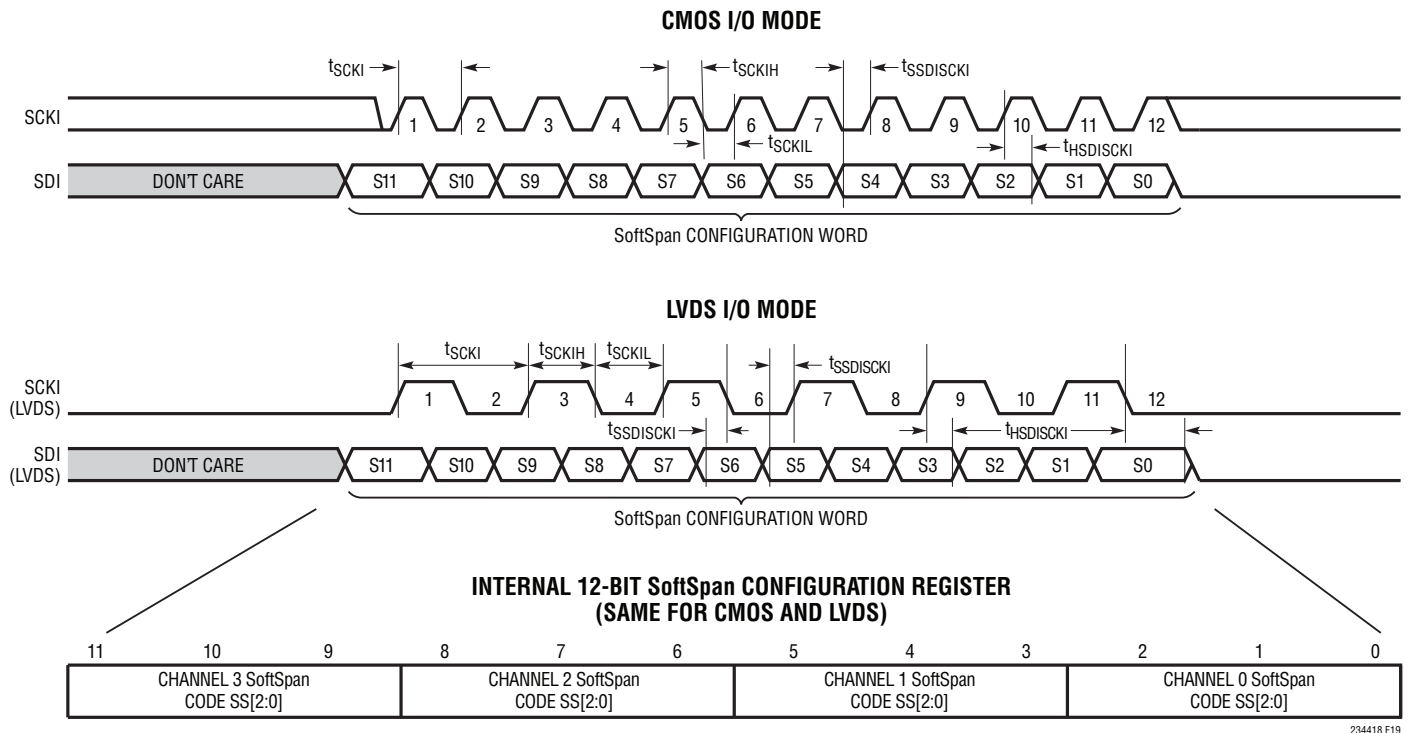 CMOS I/O MODE
tSCKI
tSCKIH
tSSDISCKI
SCKI
1 2 3 4 5 6 7 8 9 10 11 12
tSCKIL
tHSDISCKI
SDI
DON'T CARE S11 S10 S9 S8 S7 S6 S5 S4 S3 S2 S1 S0
SoftSpan CONFIGURATION WORD
LVDS I/O MODE
tSCKI
tSCKIH
tSCKIL
tSSDISCKI
SCKI
(LVDS)
1 2 3 4 5 6 7 8 9 10 11 12
tSSDISCKI
tHSDISCKI
SDI
(LVDS)
DON'T CARE S11 S10 S9 S8 S7 S6 S5 S4 S3 S2 S1 S0
SoftSpan CONFIGURATION WORD
INTERNAL 12-BIT SoftSpan CONFIGURATION REGISTER
(SAME FOR CMOS AND LVDS)
11 10 9 8 7 6 5 4 3 2 1 0
CHANNEL 3 SoftSpan
CODE SS[2:0]
CHANNEL 2 SoftSpan
CODE SS[2:0]
CHANNEL 1 SoftSpan
CODE SS[2:0]
CHANNEL 0 SoftSpan
CODE SS[2:0]
234418 F19